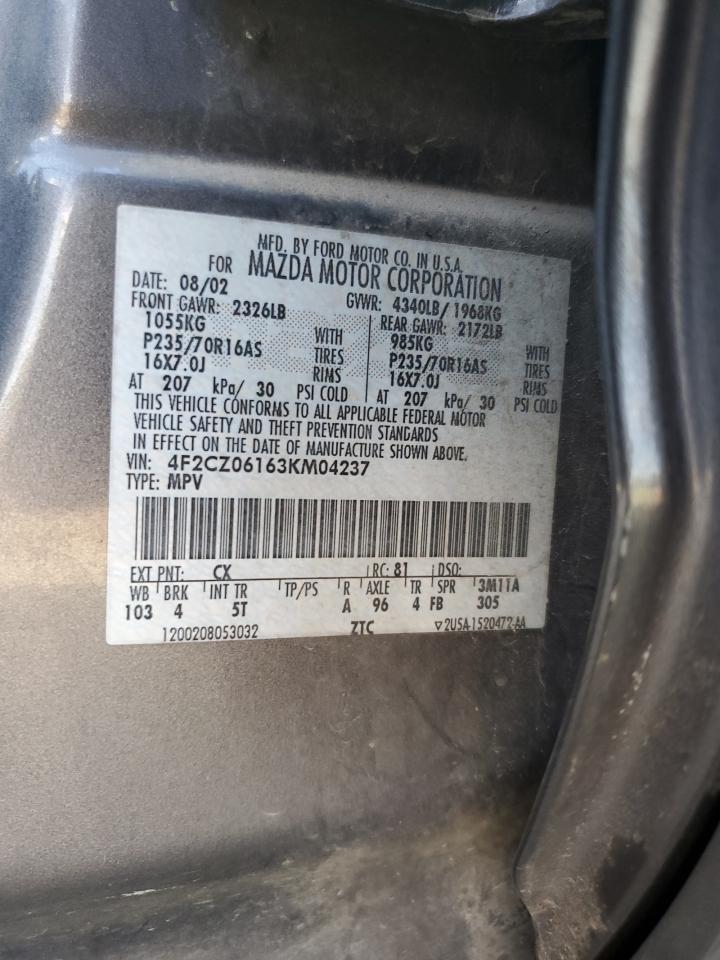 MFD. BY FORD MOTOR CO. IN U.S.A.
FOR MAZDA MOTOR CORPORATION
DATE: 08/02 GVWR: 4340LB/ 1968KG
FRONT GAWR: 2326LB REAR GAWR: 2172LB
1055KG WITH 985KG WITH
P235/70R16AS TIRES P235/70R16AS TIRES
16X7.0J RIMS 16X7.0J RIMS
AT 207 kPa/ 30 PSI COLD AT 207 kPa/ 30 PSI COLD
THIS VEHICLE CONFORMS TO ALL APPLICABLE FEDERAL MOTOR
VEHICLE SAFETY AND THEFT PREVENTION STANDARDS
IN EFFECT ON THE DATE OF MANUFACTURE SHOWN ABOVE.
VIN: 4F2CZ06163KM04237
TYPE: MPV
EXT PNT: CX RC: 81 DSO:
WB BRK INT TR TP/PS R AXLE TR SPR 3M11A
103 4 5T A 96 4 FB 305
1200208053032 ZTC ▽2USA-1520472-AA